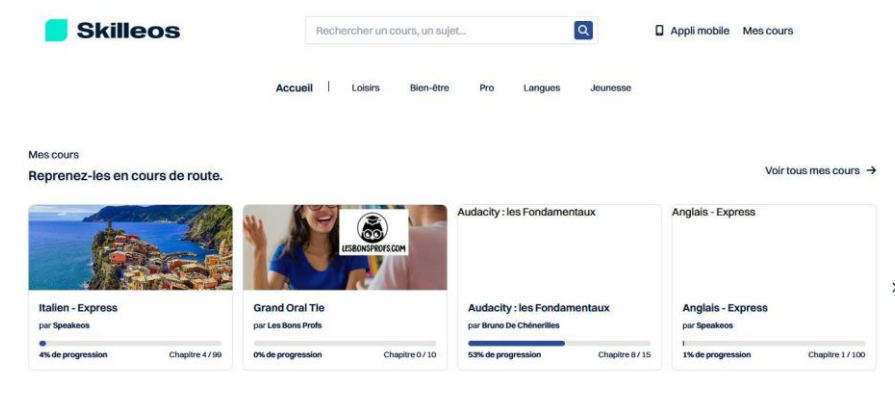 Skilleos
Rechercher un cours, un sujet...
Appli mobile
Mes cours
Accueil
Loisirs
Bien-être
Pro
Langues
Jeunesse
Mes cours
Reprenez-les en cours de route.
Voir tous mes cours
LESBONSPROFS.COM
Audacity : les Fondamentaux
Anglais - Express
Italien - Express
par Speakeos
4% de progression
Chapitre 4 / 99
Grand Oral Tle
par Les Bons Profs
0% de progression
Chapitre 0 / 10
Audacity : les Fondamentaux
par Bruno De Chénerilles
53% de progression
Chapitre 8 / 15
Anglais - Express
par Speakeos
1% de progression
Chapitre 1 / 100